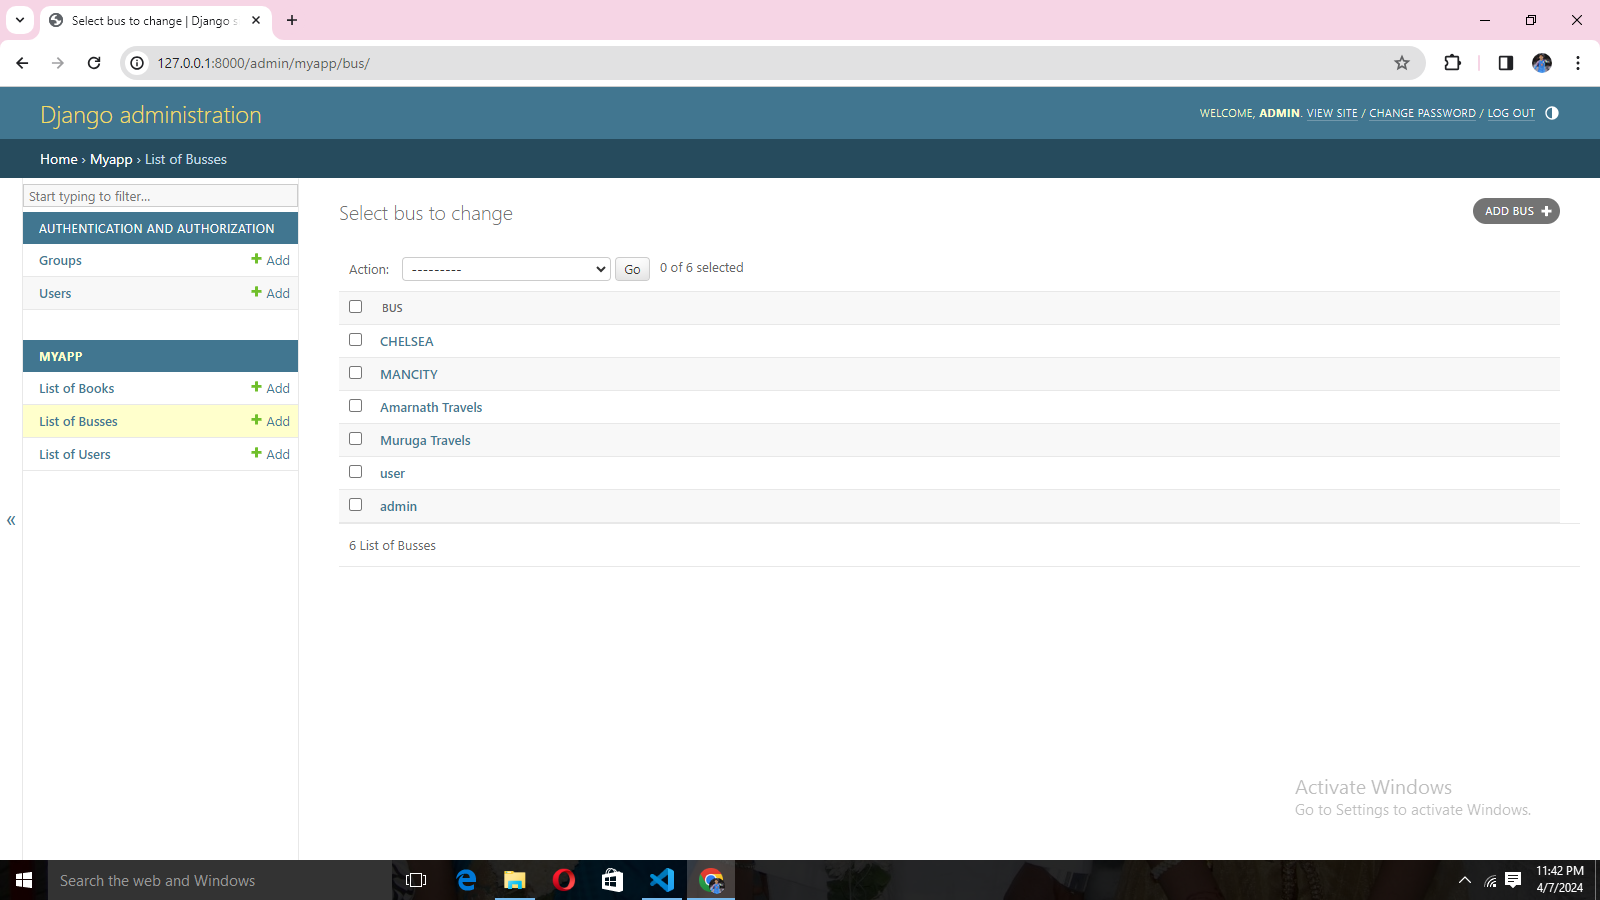 Select bus to change | Django s
127.0.0.1:8000/admin/myapp/bus/
Django administration
WELCOME, ADMIN. VIEW SITE / CHANGE PASSWORD / LOG OUT
Home › Myapp › List of Busses
Start typing to filter...
AUTHENTICATION AND AUTHORIZATION
Groups + Add
Users + Add
MYAPP
List of Books + Add
List of Busses + Add
List of Users + Add
«
Select bus to change
ADD BUS +
Action: --------- Go 0 of 6 selected
BUS
CHELSEA
MANCITY
Amarnath Travels
Muruga Travels
user
admin
6 List of Busses
Activate Windows
Go to Settings to activate Windows.
Search the web and Windows
11:42 PM
4/7/2024